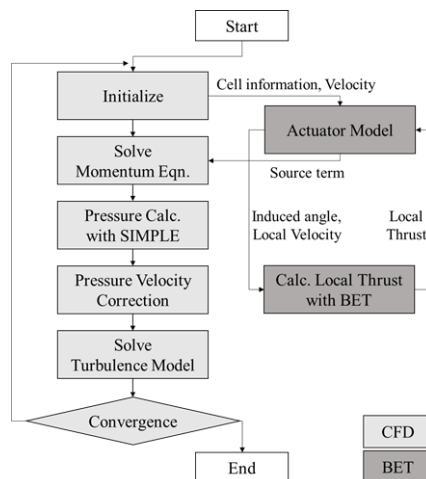 Start
Initialize
Cell information, Velocity
Actuator Model
Solve
Momentum Eqn.
Source term
Pressure Calc.
with SIMPLE
Induced angle,
Local Velocity
Local
Thrust
Pressure Velocity
Correction
Calc. Local Thrust
with BET
Solve
Turbulence Model
Convergence
CFD
End
BET